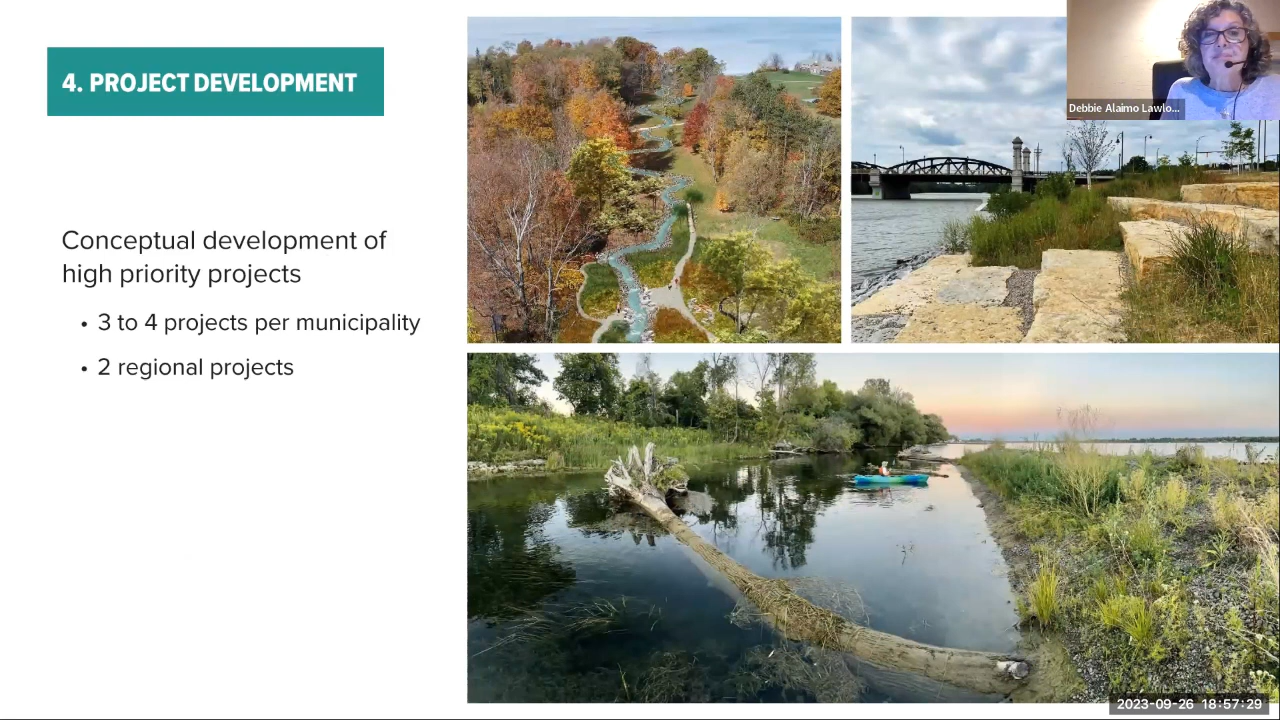 4. PROJECT DEVELOPMENT
Debbie Alaimo Lawlo...
Conceptual development of
high priority projects
• 3 to 4 projects per municipality
• 2 regional projects
2023-09-26 18:57:29